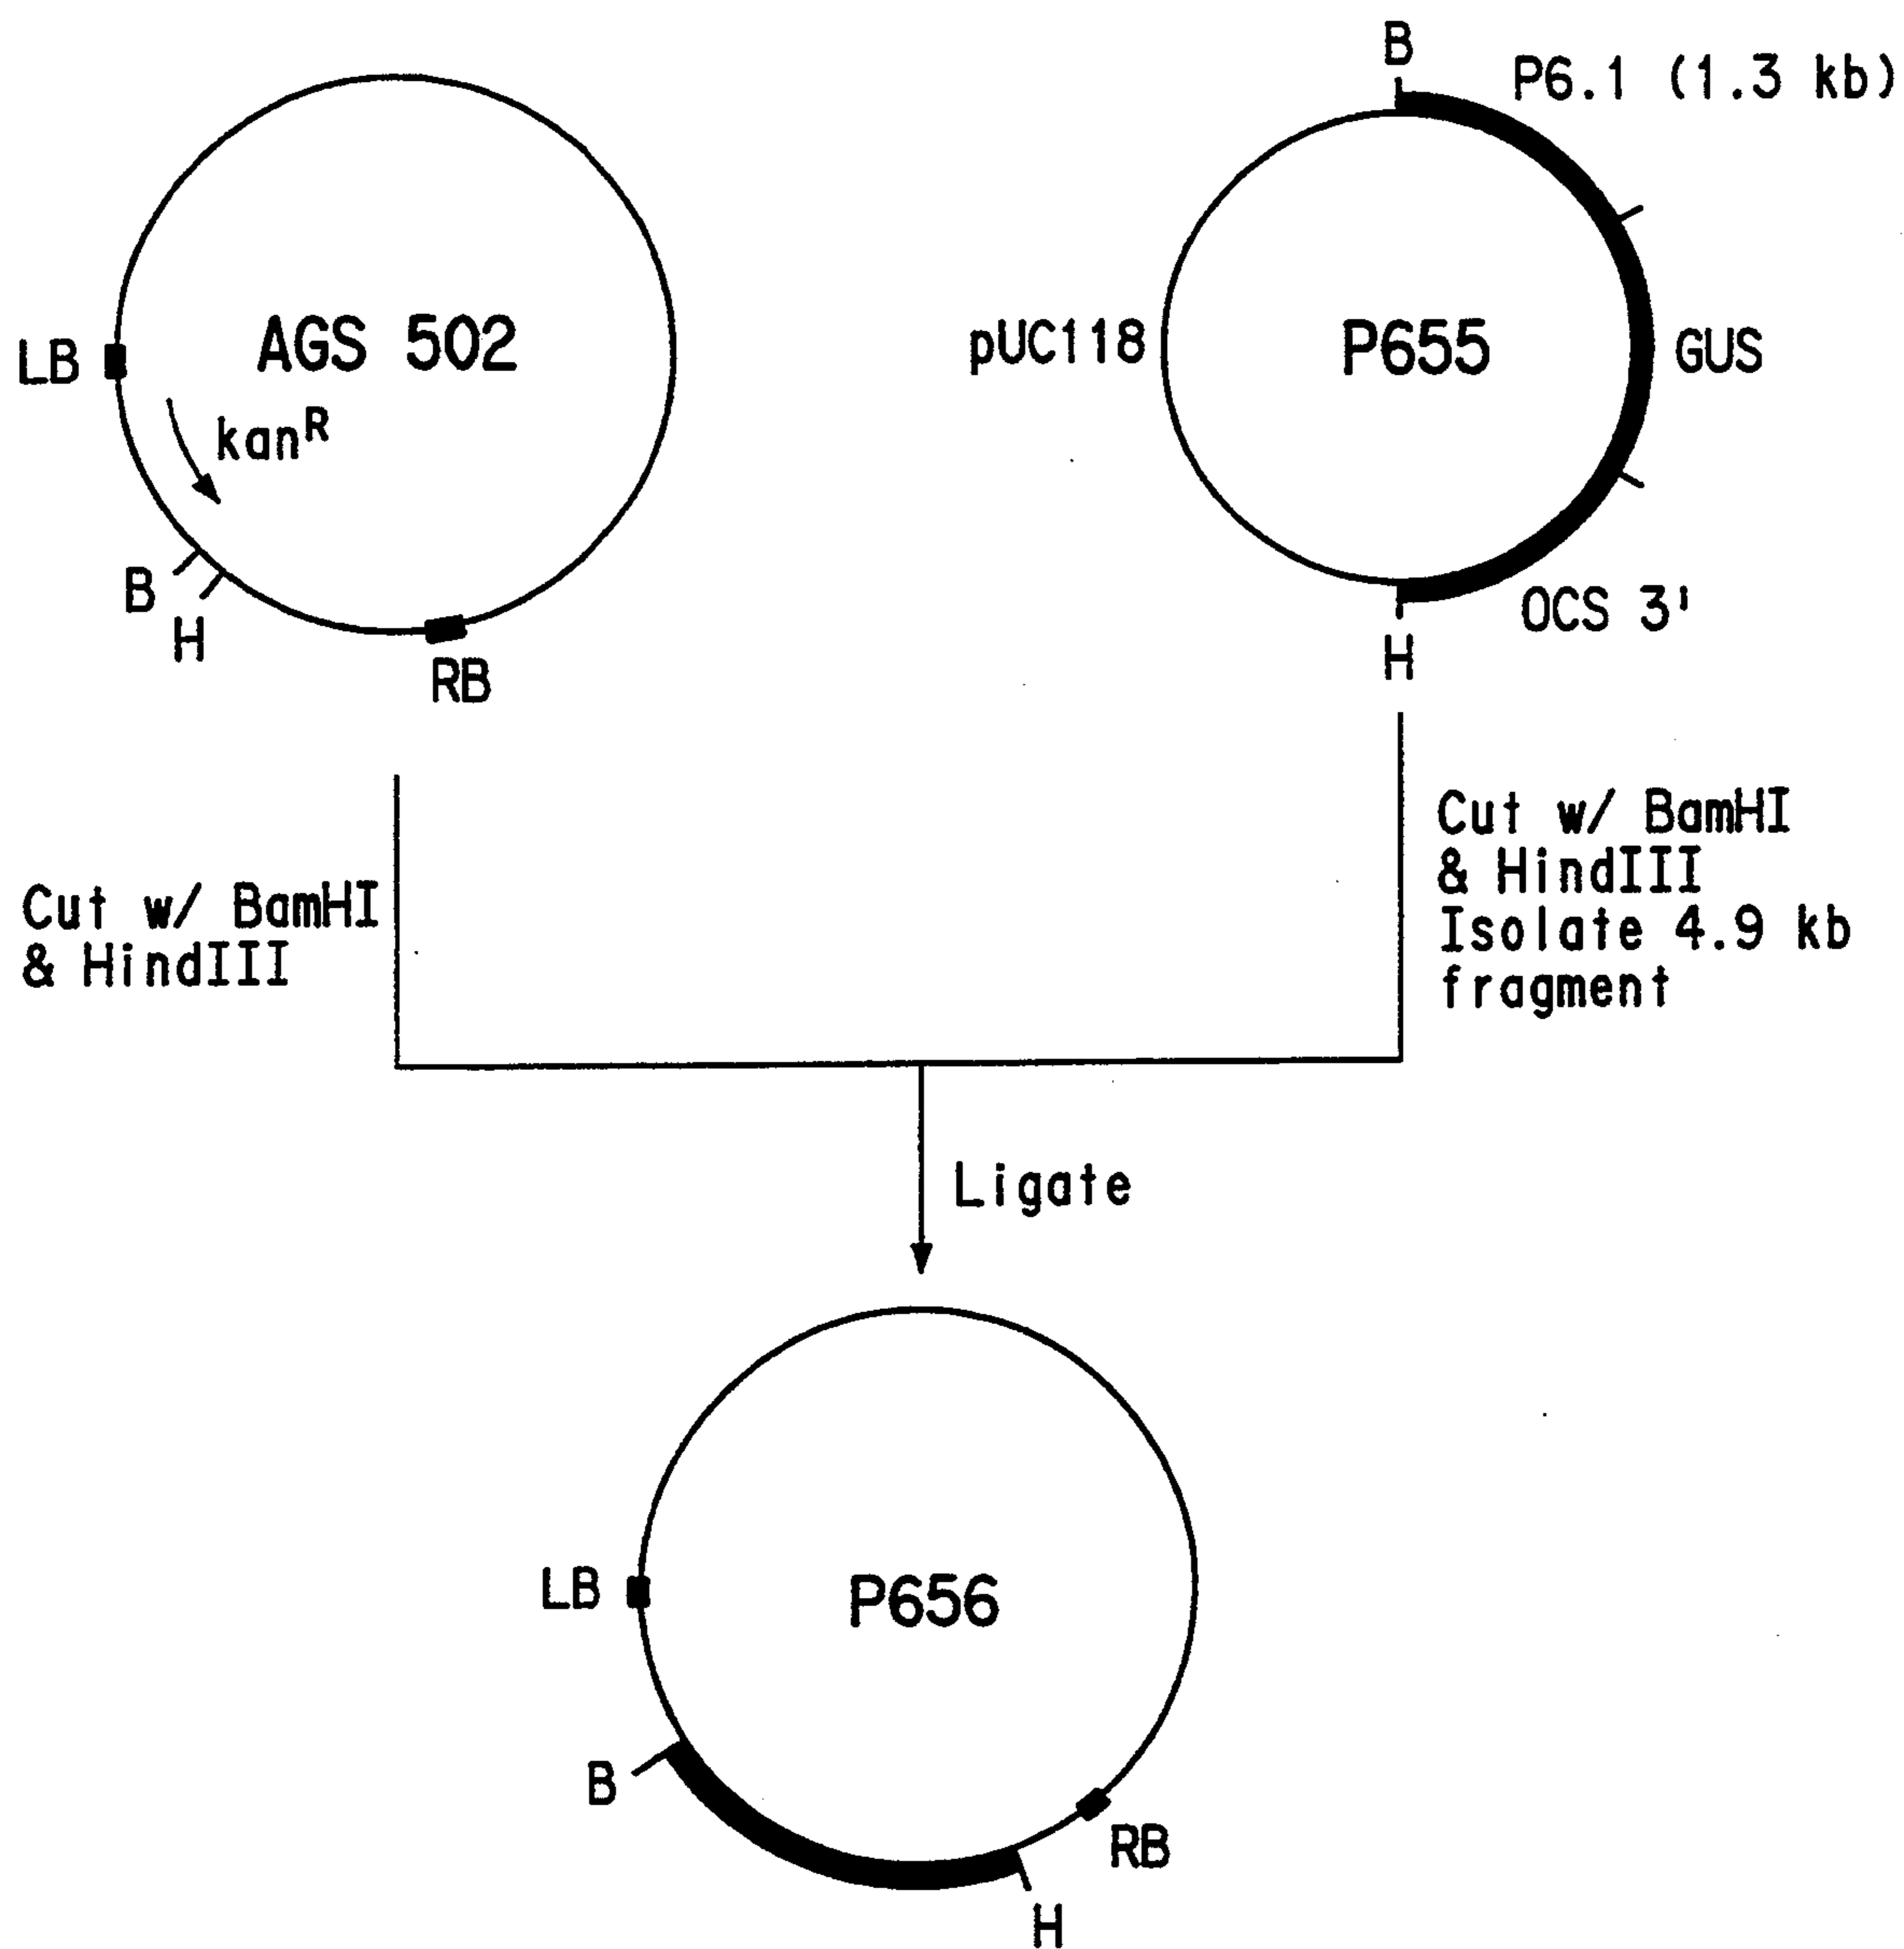 B
P6.1 (1.3 kb)
AGS 502
LB
kanR
B
H
RB
pUC118
P655
GUS
OCS 3'
H
Cut w/ BamHI
& HindIII
Cut w/ BamHI
& HindIII
Isolate 4.9 kb
fragment
Ligate
LB
P656
B
RB
H